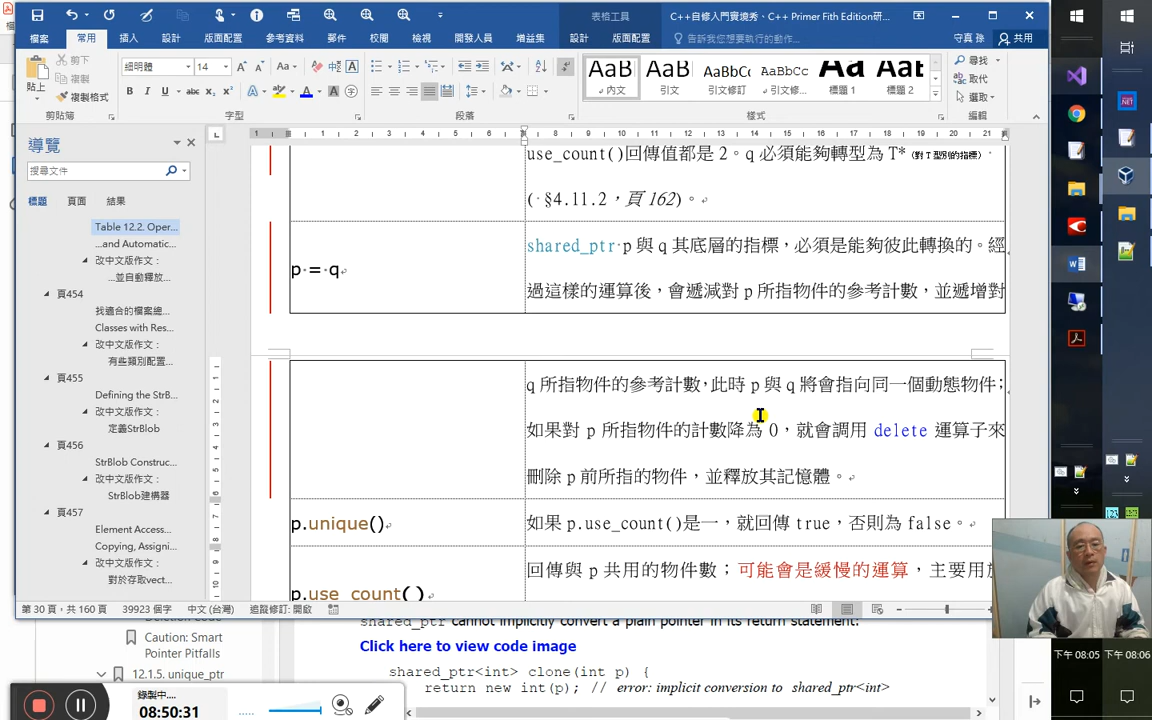 C++自修人門實境秀、C++ Primer Fith Edition研...
表格工具
檔案
常用
插入
設計
版面配置
參考資料
郵件
校閱
檢視
開發人員
增益集
設計
版面配置
告訴我您想要執行的動作...
守真 孫
共用
剪下
複製
貼上
複製格式
剪貼簿
細明體
14
字型
段落
AaB
AaB
AaBbC
AaBbCc
Aa
Aat
內文
引文
引文修訂
引文修...
標題 1
標題 2
樣式
尋找
取代
選取
編輯
導覽
搜尋文件
標題
頁面
結果
Table 12.2. Oper...
...and Automatic...
改中文版作文：
...並自動釋放...
頁454
找適合的檔案總...
Classes with Res...
改中文版作文：
有些類別配置...
頁455
Defining the StrB...
改中文版作文：
定義StrBlob
頁456
StrBlob Construc...
改中文版作文：
StrBlob建構器
頁457
Element Access...
Copying, Assigni...
改中文版作文：
對於存取vect...
use_count()回傳值都是 2。q 必須能夠轉型為 T* (對 T 型別的指標)
( §4.11.2，頁 162)。
p = q
shared_ptr p 與 q 其底層的指標，必須是能夠彼此轉換的。經
過這樣的運算後，會遞減對 p 所指物件的參考計數，並遞增對
q 所指物件的參考計數，此時 p 與 q 將會指向同一個動態物件；
如果對 p 所指物件的計數降為 0，就會調用 delete 運算子來
刪除 p 前所指的物件，並釋放其記憶體。
p.unique()
如果 p.use_count()是一，就回傳 true，否則為 false。
回傳與 p 共用的物件數；可能會是緩慢的運算，主要用於
p.use_count()
第 30 頁，共 160 頁
39923 個字
中文 (台灣)
追蹤修訂: 開啟
Caution: Smart
Pointer Pitfalls
12.1.5. unique_ptr
shared_ptr cannot implicitly convert a plain pointer in its return statement:
Click here to view code image
shared_ptr<int> clone(int p) {
return new int(p); // error: implicit conversion to shared_ptr<int>
錄製中....
08:50:31
下午 08:05
下午 08:06